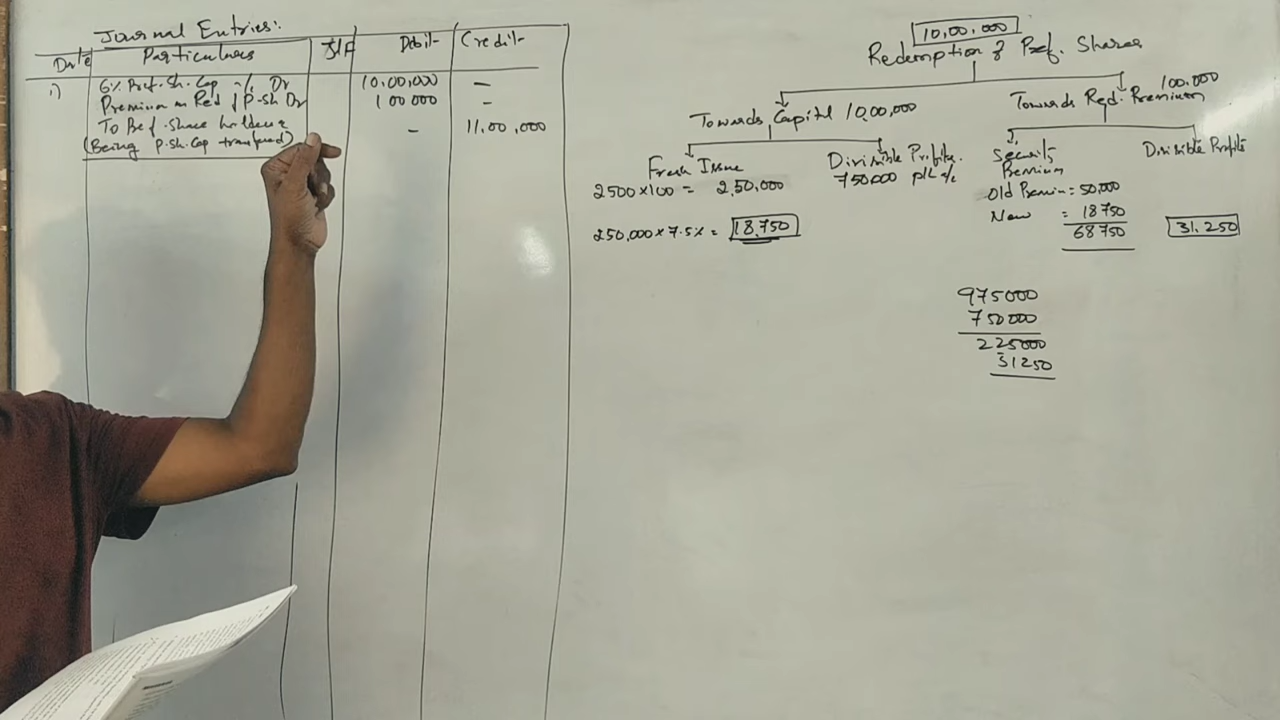 Journal Entries:
Date Particulars J/F Debit Credit
1) 6% Pref. Sh. Cap a/c Dr 10,00,000 —
Premium on Red of P. sh Dr 100 000 -
To Pref. Share holders - 11,00,000
(Being P. Sh. Cap transferred)
10,00,000
Redemption of Pref. Shares
Towards Capital 10,00,000
Fresh Issue
2500 × 100 = 2,50,000
250,000 × 7.5% = 18,750
Divisible Profits.
750000 P/L a/c
100,000
Towards Red. Premium
Security Premium
Old Premium = 50,000
New = 18750
68750
Divisible Profits
31,250
975000
750000
225000
31250